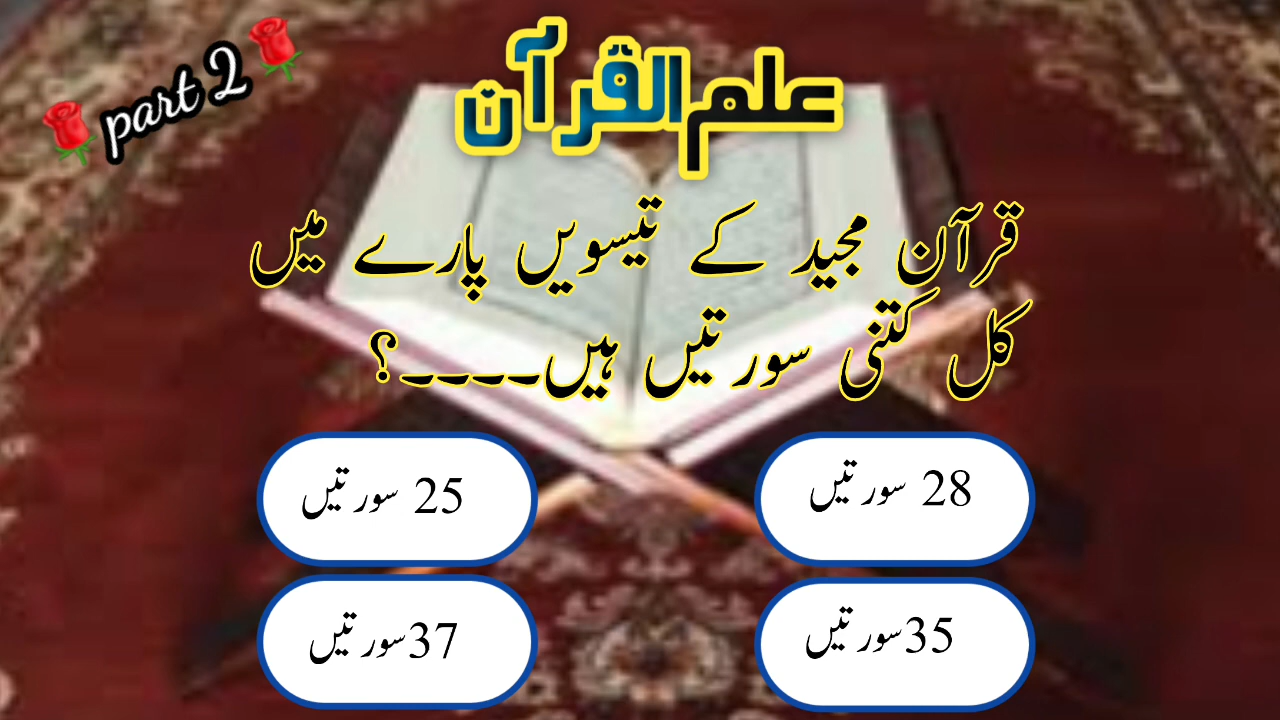 🌹part 2🌹
علم القرآن
قرآن مجید کے تیسویں پارے میں
کل کتنی سورتیں ہیں۔۔۔۔؟
28 سورتیں
25 سورتیں
35سورتیں
37سورتیں